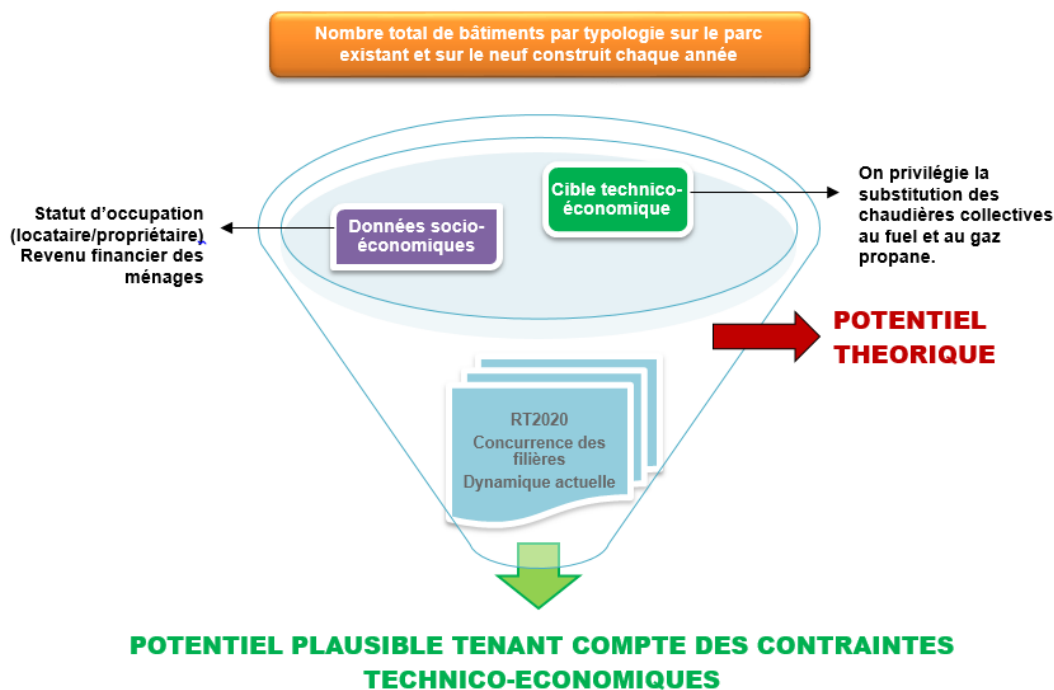 Nombre total de bâtiments par typologie sur le parc
existant et sur le neuf construit chaque année
Cible technico-
économique
On privilégie la
substitution des
chaudières collectives
au fuel et au gaz
propane.
Données socio-
économiques
Statut d’occupation
(locataire/propriétaire)
Revenu financier des
ménages
POTENTIEL
THEORIQUE
RT2020
Concurrence des
filières
Dynamique actuelle
POTENTIEL PLAUSIBLE TENANT COMPTE DES CONTRAINTES
TECHNICO-ECONOMIQUES